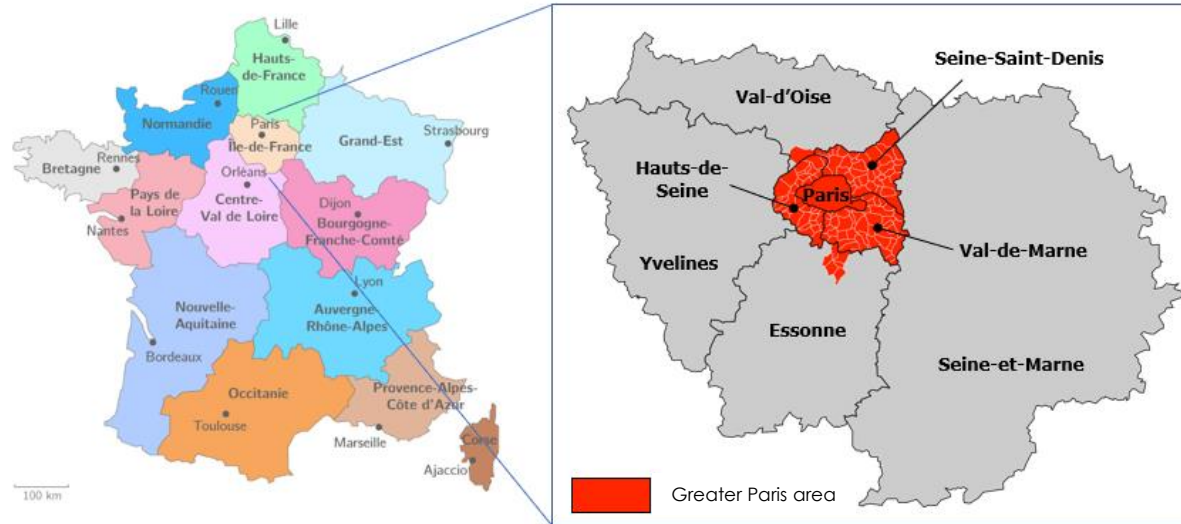 Lille
Hauts-
de-France
Rouen
Normandie
Paris
Île-de-France
Grand-Est
Strasbourg
Rennes
Bretagne
Orléans
Pays de
la Loire
Centre-
Val de Loire
Dijon
Bourgogne-
Franche-Comté
Nantes
Lyon
Nouvelle-
Aquitaine
Auvergne-
Rhône-Alpes
Bordeaux
Occitanie
Provence-Alpes-
Côte d'Azur
Toulouse
Marseille
Corse
Ajaccio
100 km
Seine-Saint-Denis
Val-d'Oise
Hauts-de-
Seine
Paris
Val-de-Marne
Yvelines
Essonne
Seine-et-Marne
Greater Paris area